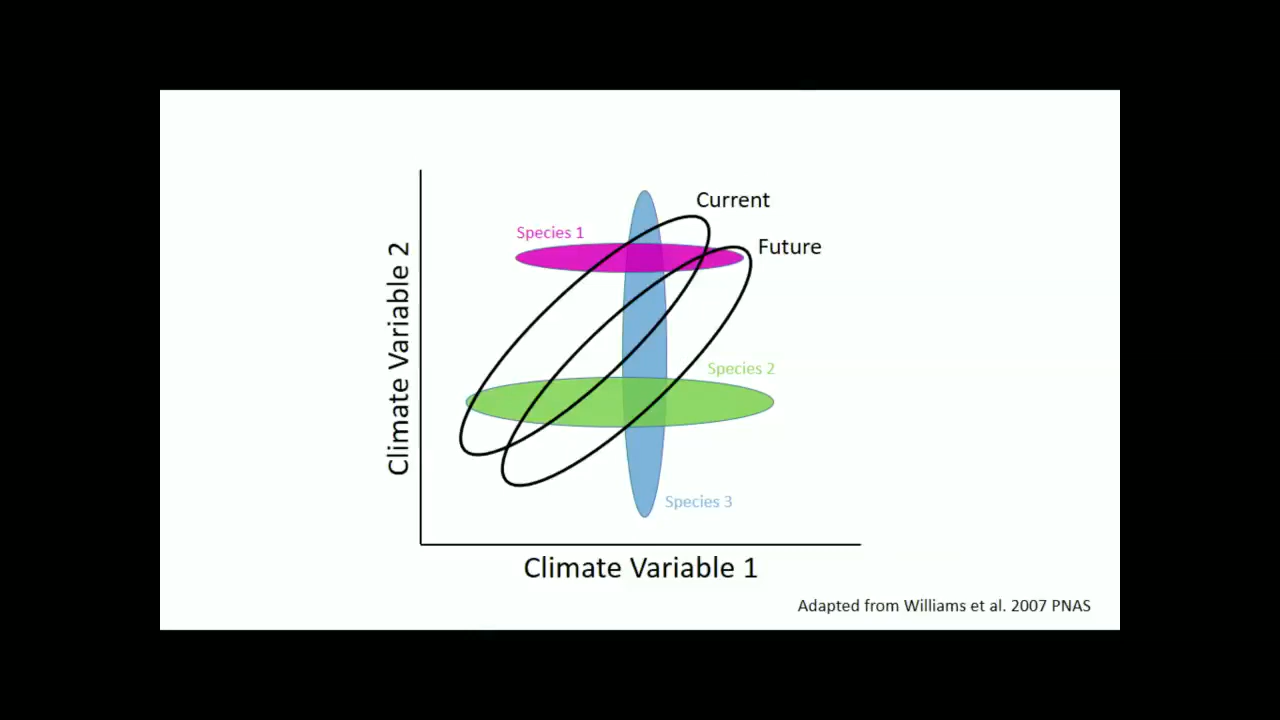 Current
Species 1
Future
Climate Variable 2
Species 2
Species 3
Climate Variable 1
Adapted from Williams et al. 2007 PNAS